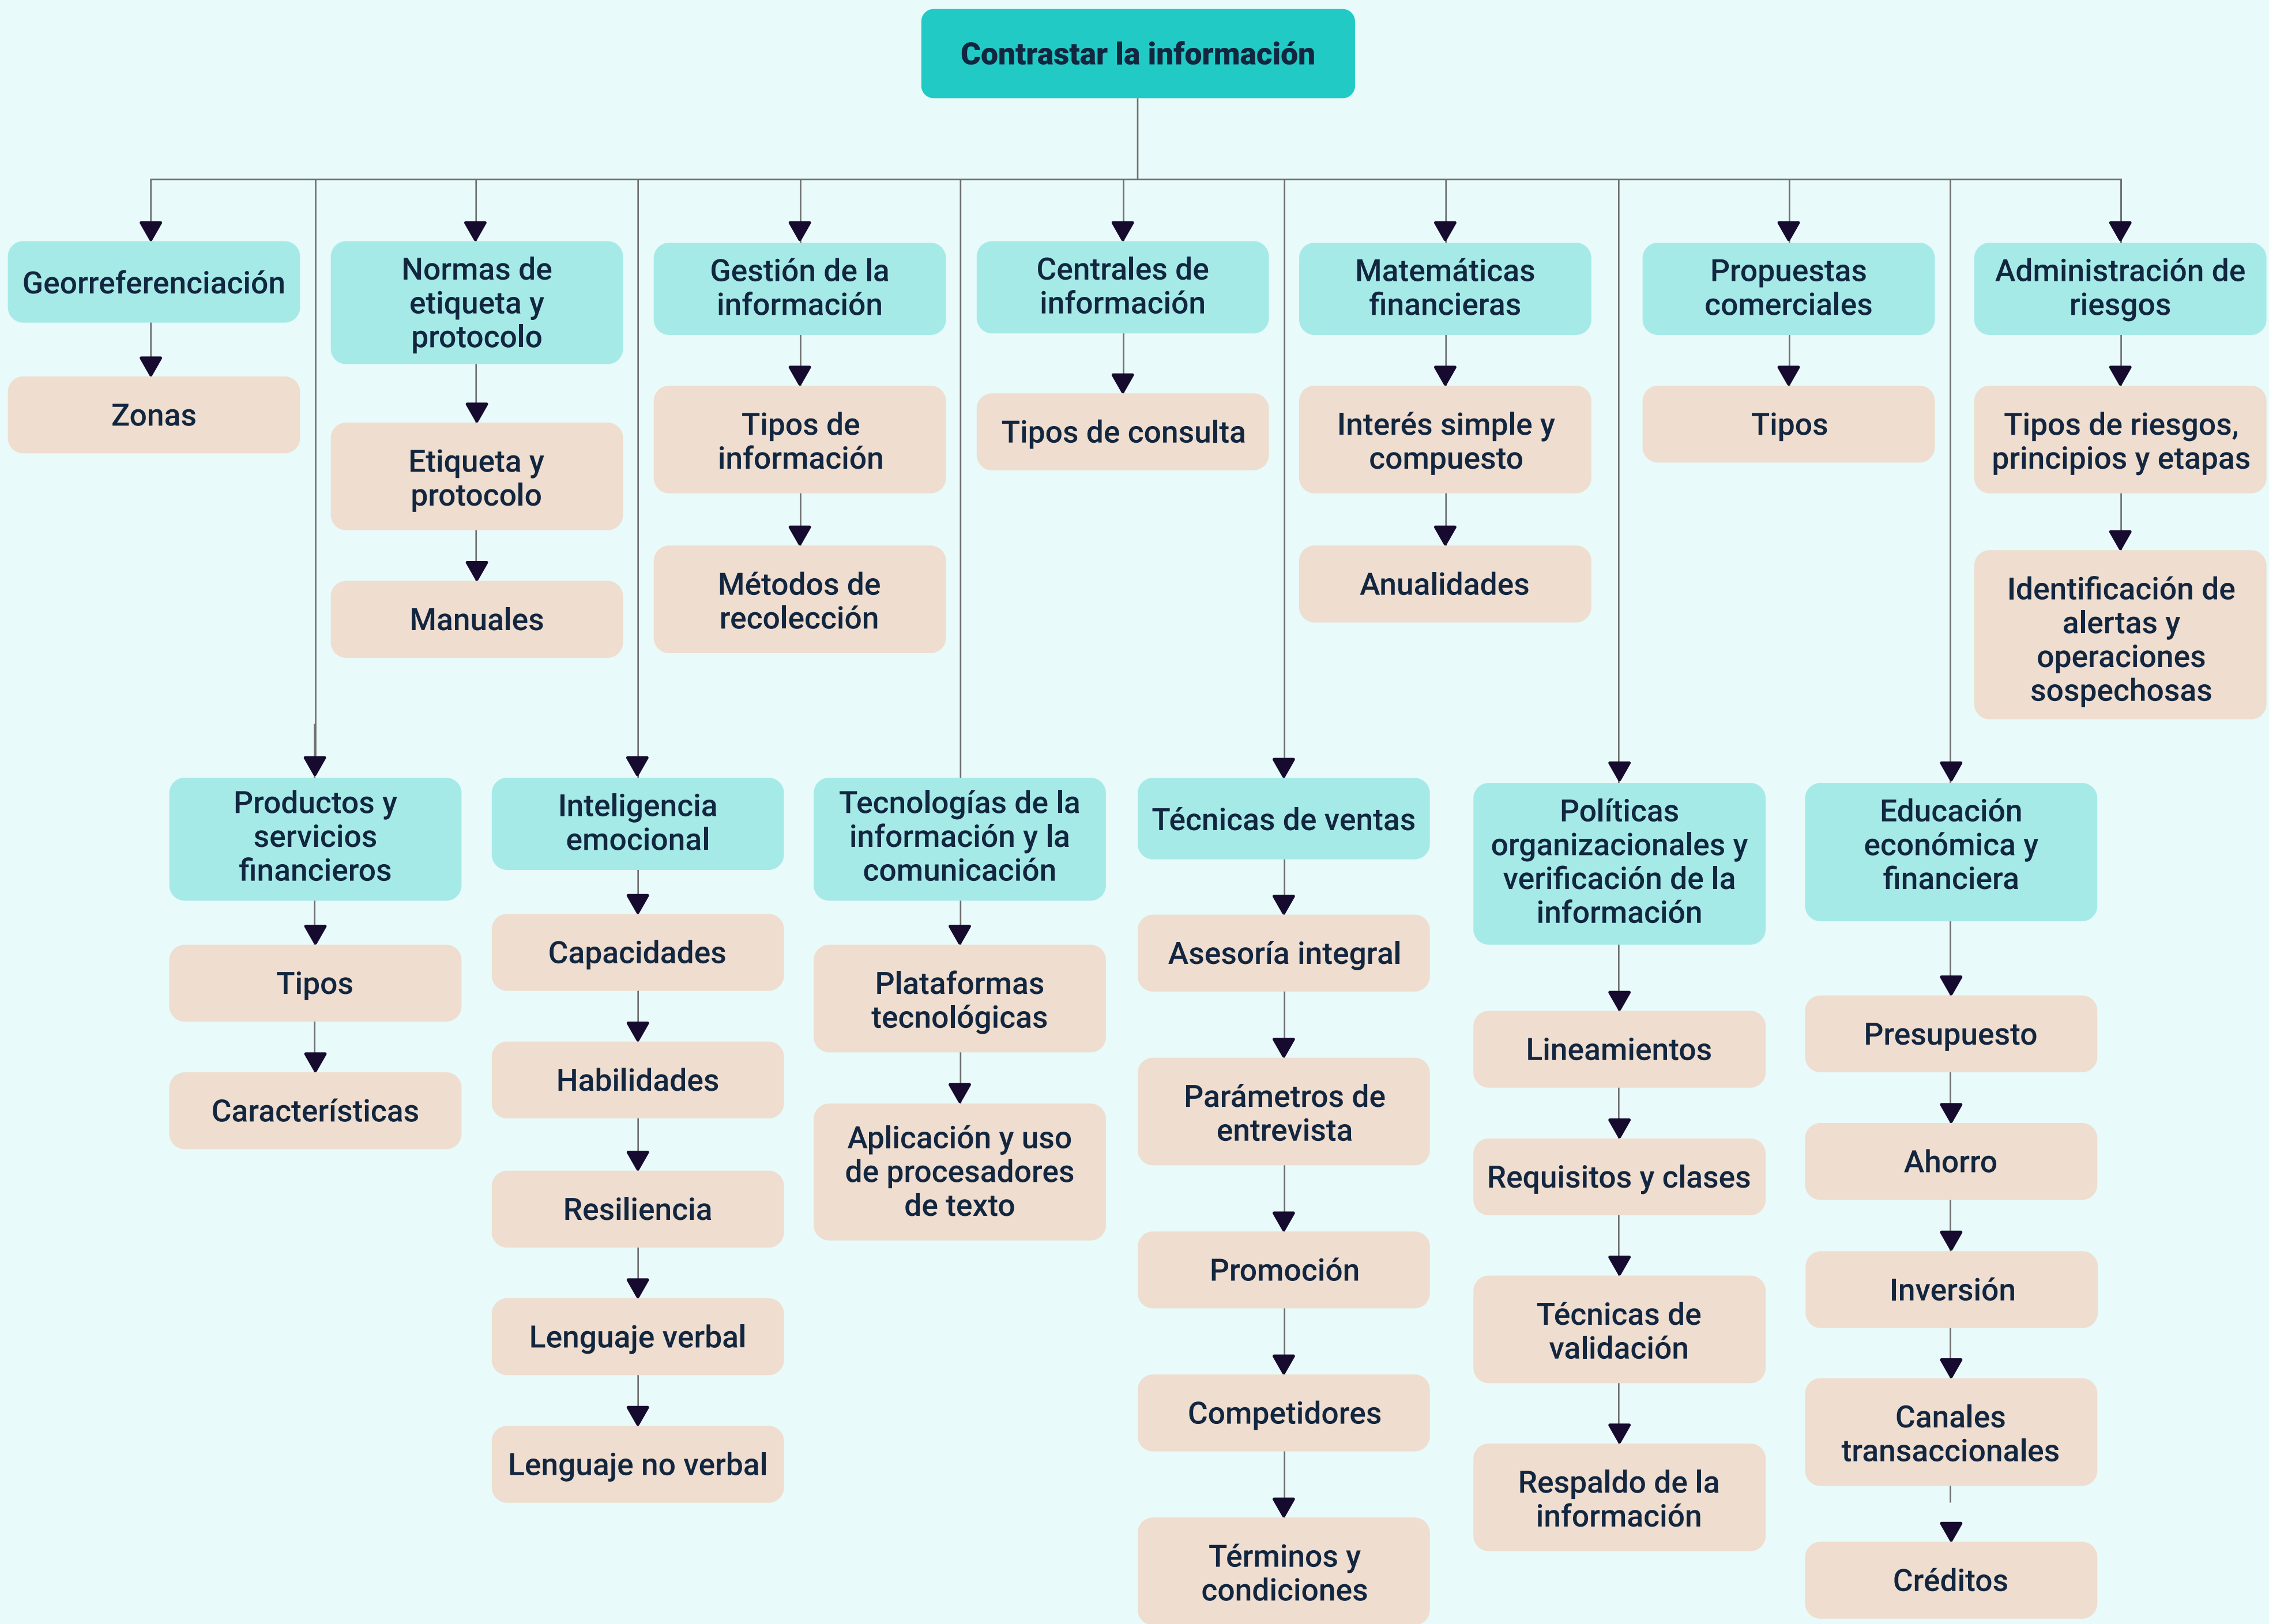 Contrastar la información
Georreferenciación
Zonas
Normas de
etiqueta y
protocolo
Etiqueta y
protocolo
Manuales
Gestión de la
información
Tipos de
información
Métodos de
recolección
Centrales de
información
Tipos de consulta
Matemáticas
financieras
Interés simple y
compuesto
Anualidades
Propuestas
comerciales
Tipos
Administración de
riesgos
Tipos de riesgos,
principios y etapas
Identificación de
alertas y
operaciones
sospechosas
Productos y
servicios
financieros
Tipos
Características
Inteligencia
emocional
Capacidades
Habilidades
Resiliencia
Lenguaje verbal
Lenguaje no verbal
Tecnologías de la
información y la
comunicación
Plataformas
tecnológicas
Aplicación y uso
de procesadores
de texto
Técnicas de ventas
Asesoría integral
Parámetros de
entrevista
Promoción
Competidores
Términos y
condiciones
Políticas
organizacionales y
verificación de la
información
Lineamientos
Requisitos y clases
Técnicas de
validación
Respaldo de la
información
Educación
económica y
financiera
Presupuesto
Ahorro
Inversión
Canales
transaccionales
Créditos